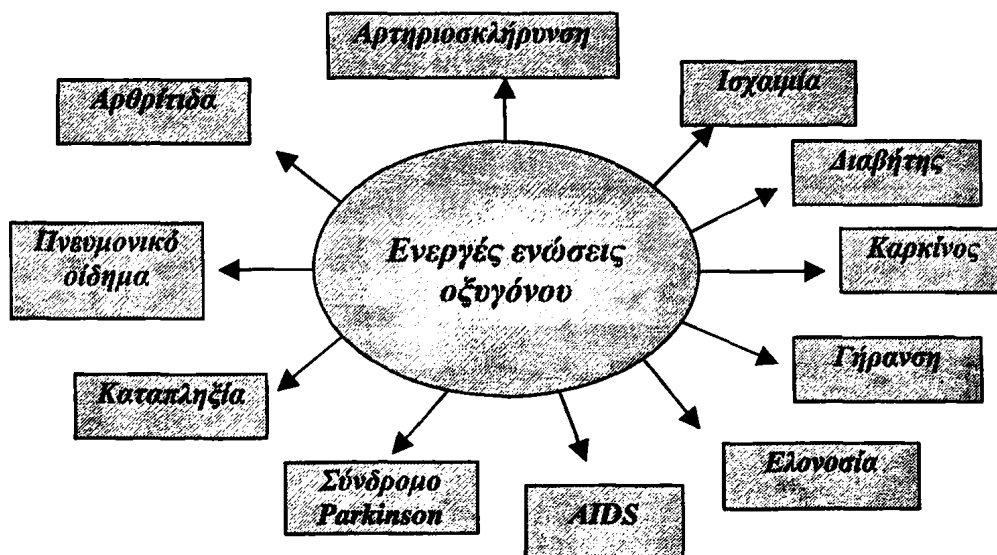 Αρτηριοσκλήρυνση
Ισχαιμία
Αρθρίτιδα
Διαβήτης
Πνευμονικό
οίδημα
Ενεργές ενώσεις
οξυγόνου
Καρκίνος
Γήρανση
Καταπληξία
Ελονοσία
Σύνδρομο
Parkinson
AIDS